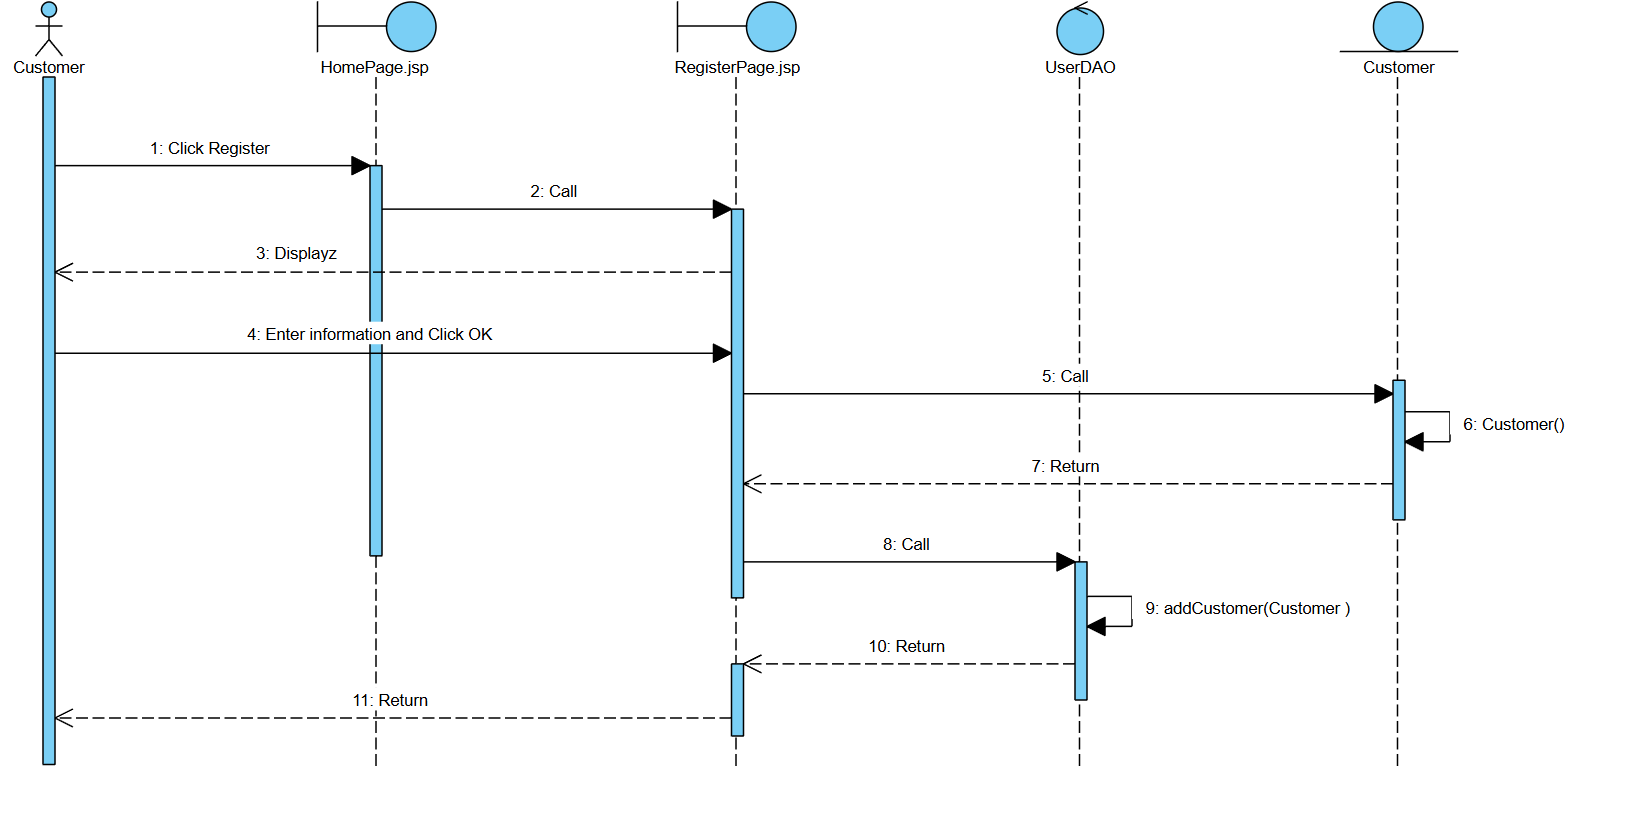 Customer
HomePage.jsp
RegisterPage.jsp
UserDAO
Customer
1: Click Register
2: Call
3: Displayz
4: Enter information and Click OK
5: Call
6: Customer()
7: Return
8: Call
9: addCustomer(Customer )
10: Return
11: Return